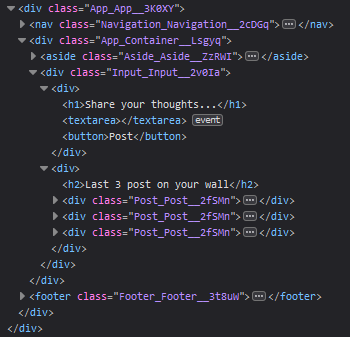 <div class="App_App__3K0XY">
<nav class="Navigation_Navigation__2cDGq">…</nav>
<div class="App_Container__Lsgyq">
<aside class="Aside_Aside__ZzRWI">…</aside>
<div class="Input_Input__2v0Ia">
<div>
<h1>Share your thoughts...</h1>
<textarea></textarea> event
<button>Post</button>
</div>
<div>
<h2>Last 3 post on your wall</h2>
<div class="Post_Post__2fSMn">…</div>
<div class="Post_Post__2fSMn">…</div>
<div class="Post_Post__2fSMn">…</div>
</div>
</div>
<footer class="Footer_Footer__3t8uW">…</footer>
</div>
</div>